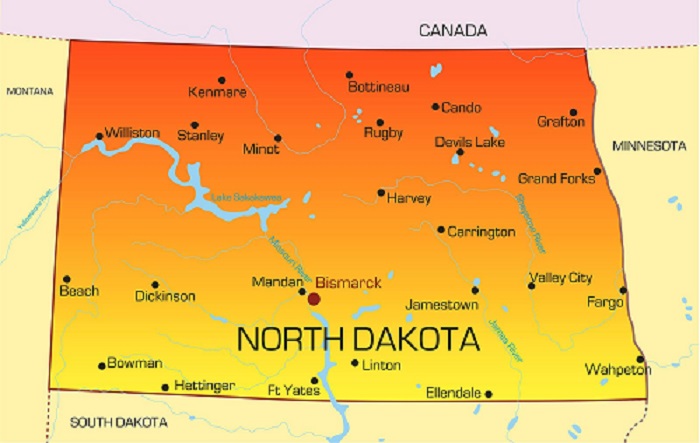 CANADA
Kenmare
Bottineau
MONTANA
Cando
Grafton
Williston
Stanley
Minot
Rugby
Devils Lake
MINNESOTA
Grand Forks
Yellowstone River
Lake Sakakawea
Harvey
Sheyenne River
Carrington
Missouri River
Beach
Dickinson
Mandan
Bismarck
Valley City
Jamestown
Fargo
NORTH DAKOTA
James River
Bowman
Linton
Wahpeton
Hettinger
Ft Yates
Ellendale
SOUTH DAKOTA